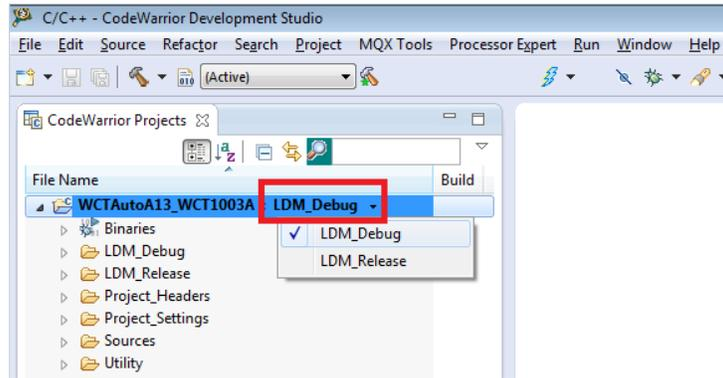 C/C++ - CodeWarrior Development Studio
File Edit Source Refactor Search Project MQX Tools Processor Expert Run Window Help
010 (Active)
CodeWarrior Projects
File Name Build
WCTAutoA13_WCT1003A : LDM_Debug
Binaries
LDM_Debug
LDM_Debug
LDM_Release
LDM_Release
Project_Headers
Project_Settings
Sources
Utility